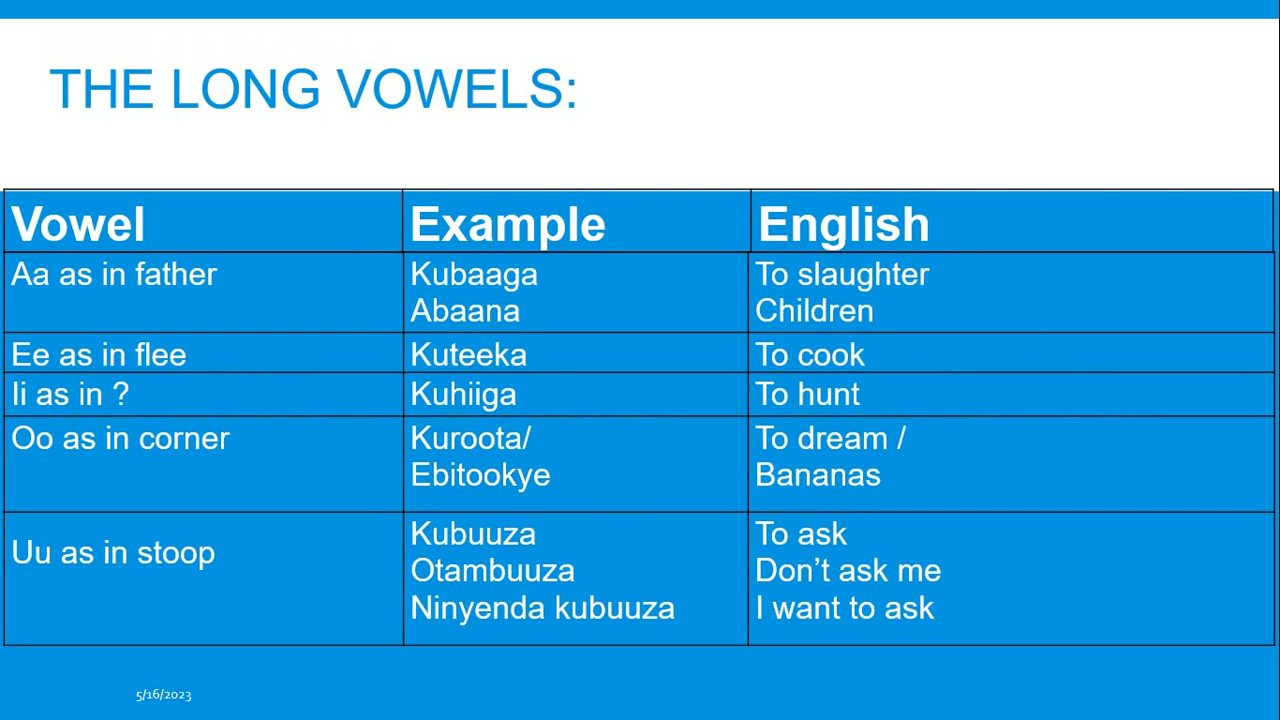 THE LONG VOWELS:
Vowel Example English
Aa as in father Kubaaga To slaughter
Abaana Children
Ee as in flee Kuteeka To cook
Ii as in ? Kuhiiga To hunt
Oo as in corner Kuroota/ To dream /
Ebitookye Bananas
Uu as in stoop Kubuuza To ask
Otambuuza Don't ask me
Ninyenda kubuuza I want to ask
5/16/2023